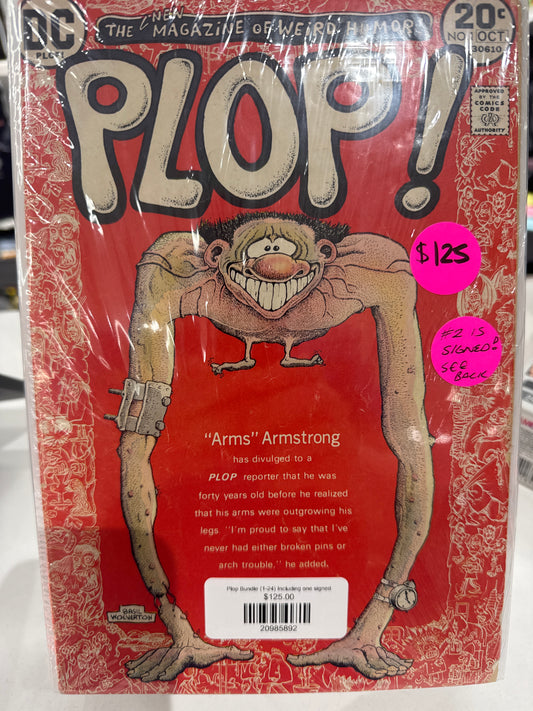 THE NEW MAGAZINE OF WEIRD HUMOR!
DC
PLOP!
20¢
NO. 1 OCT.
30610
PLOP!
APPROVED
BY THE
COMICS
CODE
AUTHORITY
$125
#2 IS
SIGNED!
SEE
BACK
"Arms" Armstrong
has divulged to a
PLOP reporter that he was
forty years old before he realized
that his arms were outgrowing his
legs. "I'm proud to say that I've
never had either broken pins or
arch trouble," he added.
Plop Bundle (1-24) Including one signed
$125.00
20985892
BASIL
WOLVERTON